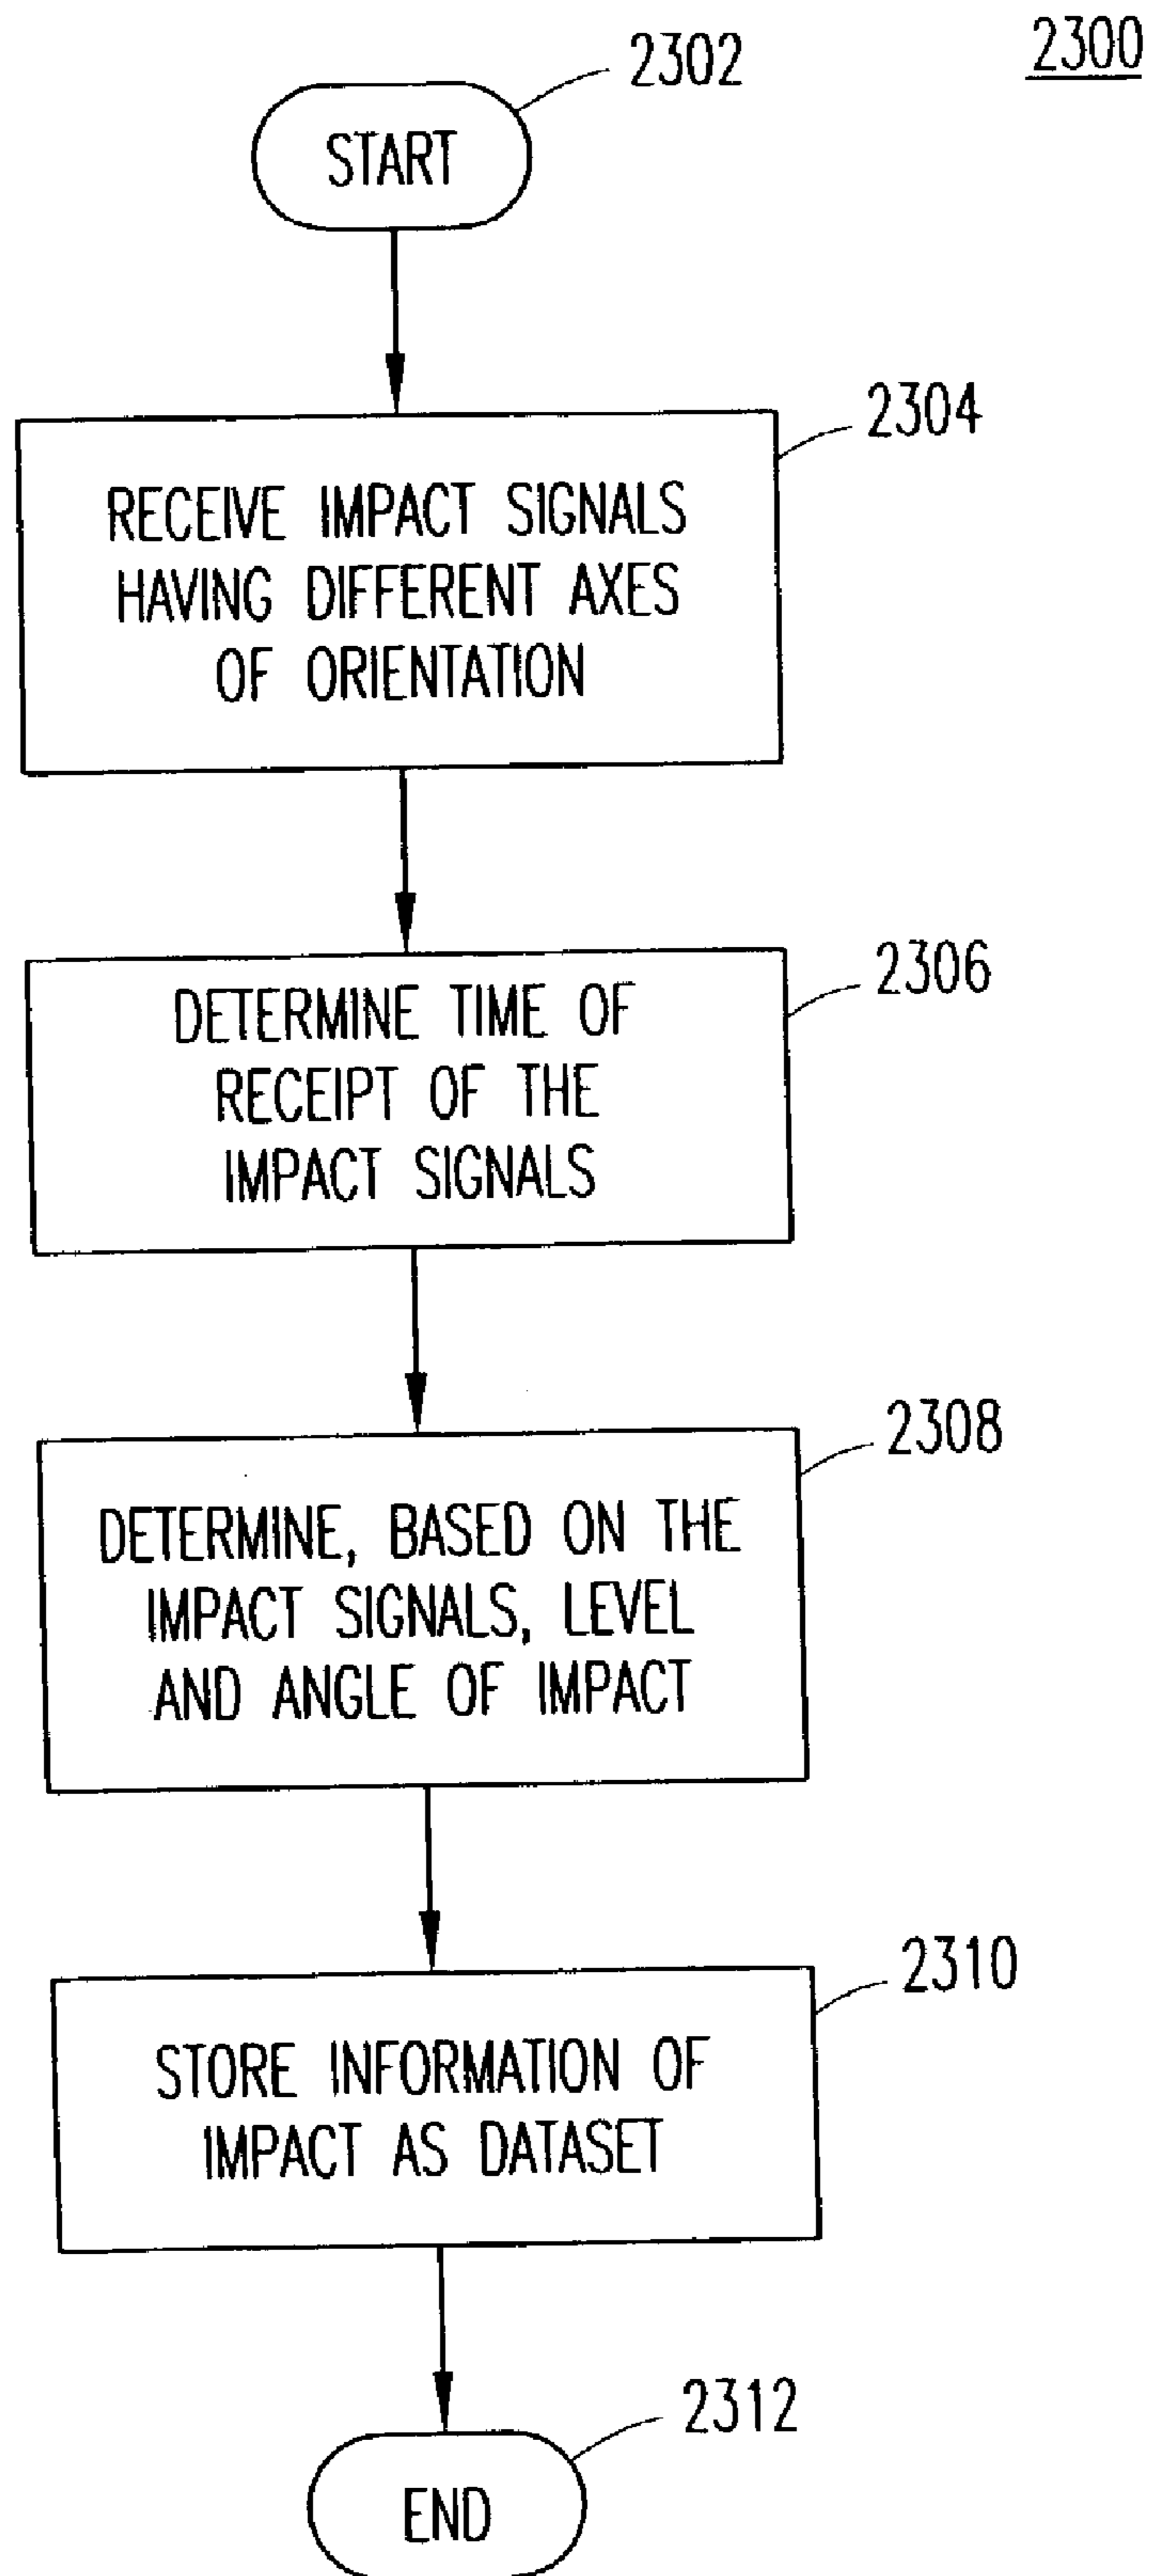 2300
2302
START
2304
RECEIVE IMPACT SIGNALS
HAVING DIFFERENT AXES
OF ORIENTATION
2306
DETERMINE TIME OF
RECEIPT OF THE
IMPACT SIGNALS
2308
DETERMINE, BASED ON THE
IMPACT SIGNALS, LEVEL
AND ANGLE OF IMPACT
2310
STORE INFORMATION OF
IMPACT AS DATASET
2312
END